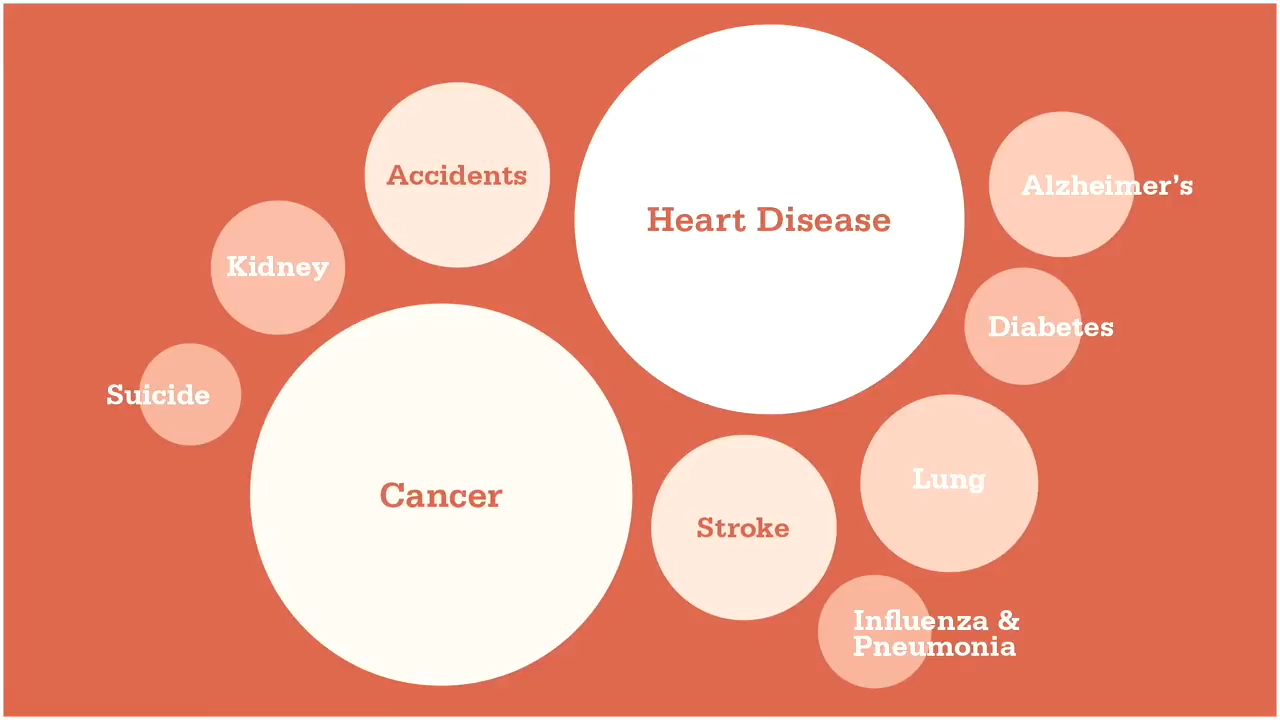 Accidents
Heart Disease
Alzheimer's
Kidney
Diabetes
Suicide
Cancer
Lung
Stroke
Influenza &
Pneumonia